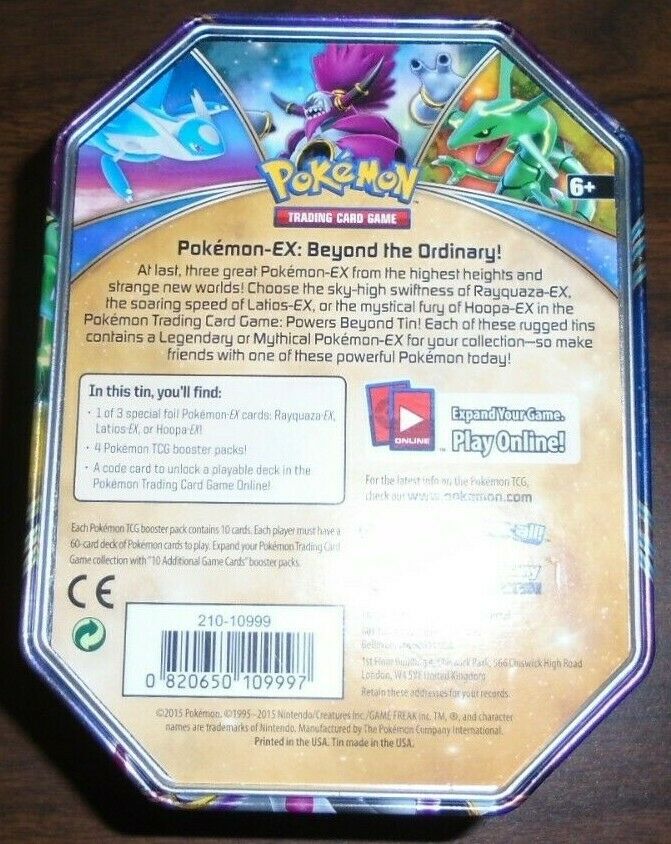 POKéMON
TRADING CARD GAME
6+
Pokémon-EX: Beyond the Ordinary!
At last, three great Pokémon-EX from the highest heights and
strange new worlds! Choose the sky-high swiftness of Rayquaza-EX,
the soaring speed of Latios-EX, or the mystical fury of Hoopa-EX in the
Pokémon Trading Card Game: Powers Beyond Tin! Each of these rugged tins
contains a Legendary or Mythical Pokémon-EX for your collection—so make
friends with one of these powerful Pokémon today!
In this tin, you'll find:
• 1 of 3 special foil Pokémon-EX cards: Rayquaza-EX,
Latios-EX, or Hoopa-EX!
• 4 Pokémon TCG booster packs!
• A code card to unlock a playable deck in the
Pokémon Trading Card Game Online!
ONLINE
Expand Your Game.
Play Online!
For the latest info on the Pokémon TCG,
check out www.pokemon.com
Each Pokémon TCG booster pack contains 10 cards. Each player must have a
60-card deck of Pokémon cards to play. Expand your Pokémon Trading Card
Game collection with "10 Additional Game Cards" booster packs.
CE
210-10999
0 820650 109997
1st Floor Chiswick Park, 566 Chiswick High Road
London, W4 5YE United Kingdom
Retain these addresses for your records.
©2015 Pokémon. ©1995–2015 Nintendo/Creatures Inc./GAME FREAK inc. TM, ®, and character
names are trademarks of Nintendo. Manufactured by The Pokémon Company International.
Printed in the USA. Tin made in the USA.